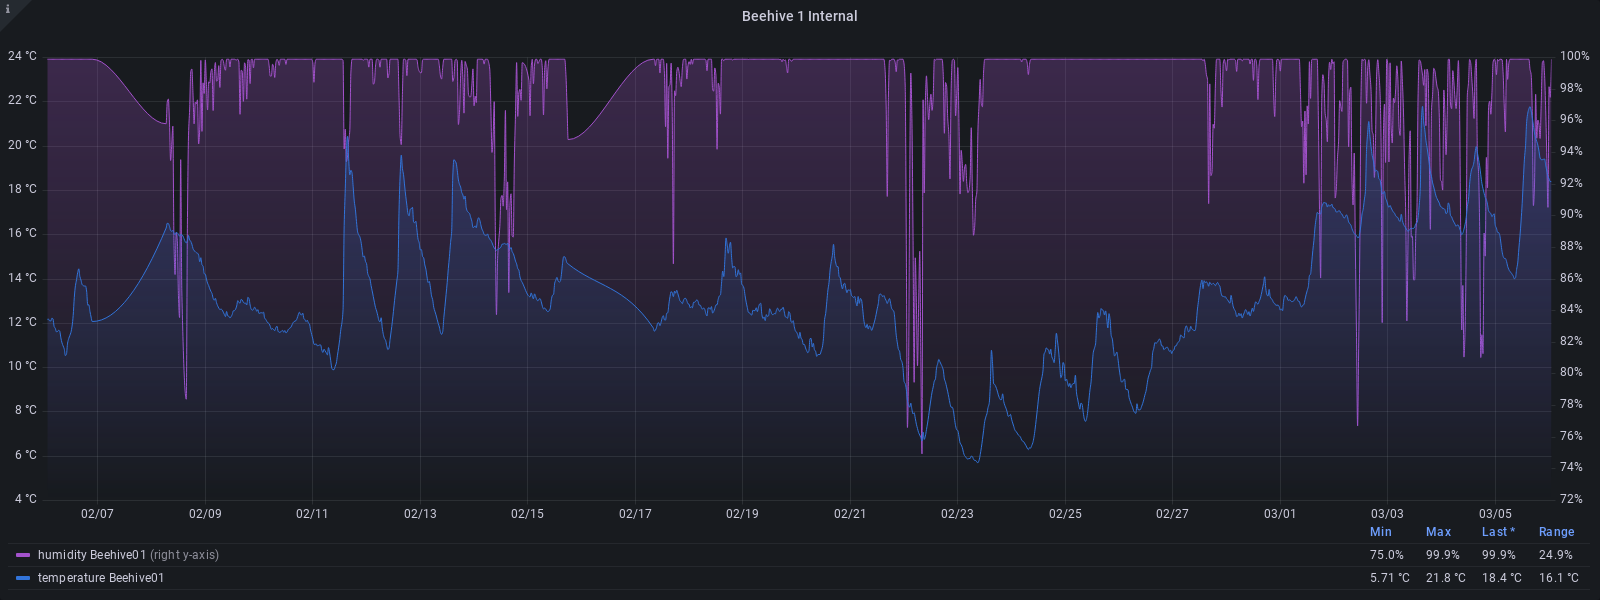 i
Beehive 1 Internal
24 °C 100%
98%
22 °C
96%
20 °C
94%
18 °C
92%
90%
16 °C
88%
14 °C
86%
84%
12 °C
82%
10 °C
80%
8 °C
78%
76%
6 °C
74%
4 °C 72%
02/07 02/09 02/11 02/13 02/15 02/17 02/19 02/21 02/23 02/25 02/27 03/01 03/03 03/05
Min Max Last * Range
humidity Beehive01 (right y-axis) 75.0% 99.9% 99.9% 24.9%
temperature Beehive01 5.71 °C 21.8 °C 18.4 °C 16.1 °C